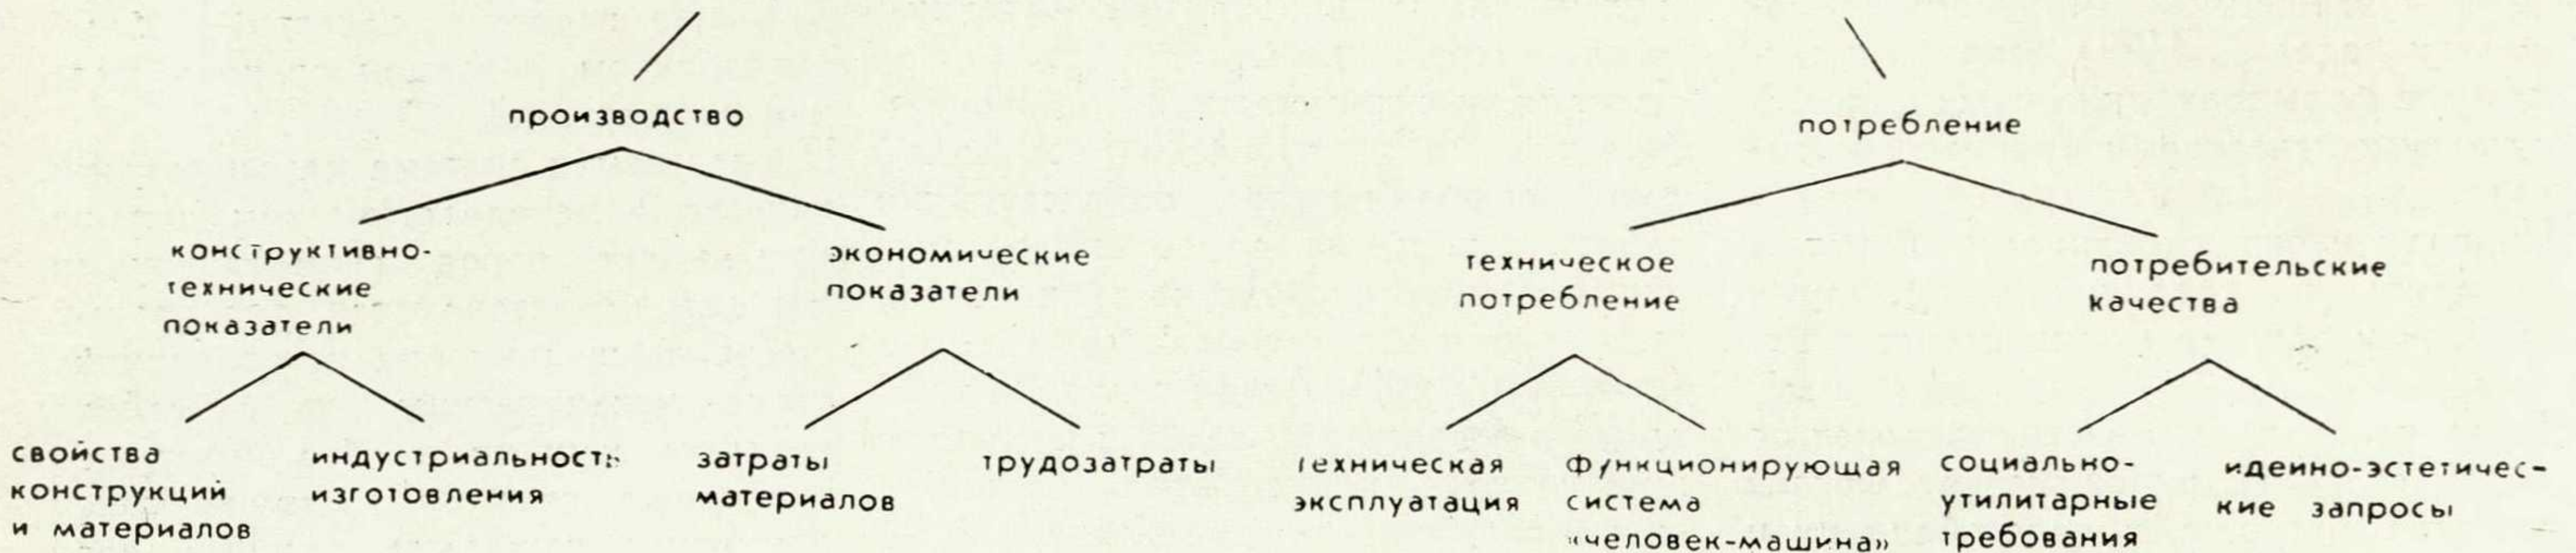 производство
потребление
конструктивно-
технические
показатели
экономические
показатели
техническое
потребление
потребительские
качества
свойства
конструкций
и материалов
индустриальность
изготовления
затраты
материалов
трудозатраты
техническая
эксплуатация
функционирующая
система
«человек-машина»
социально-
утилитарные
требования
идейно-эстетичес-
кие запросы